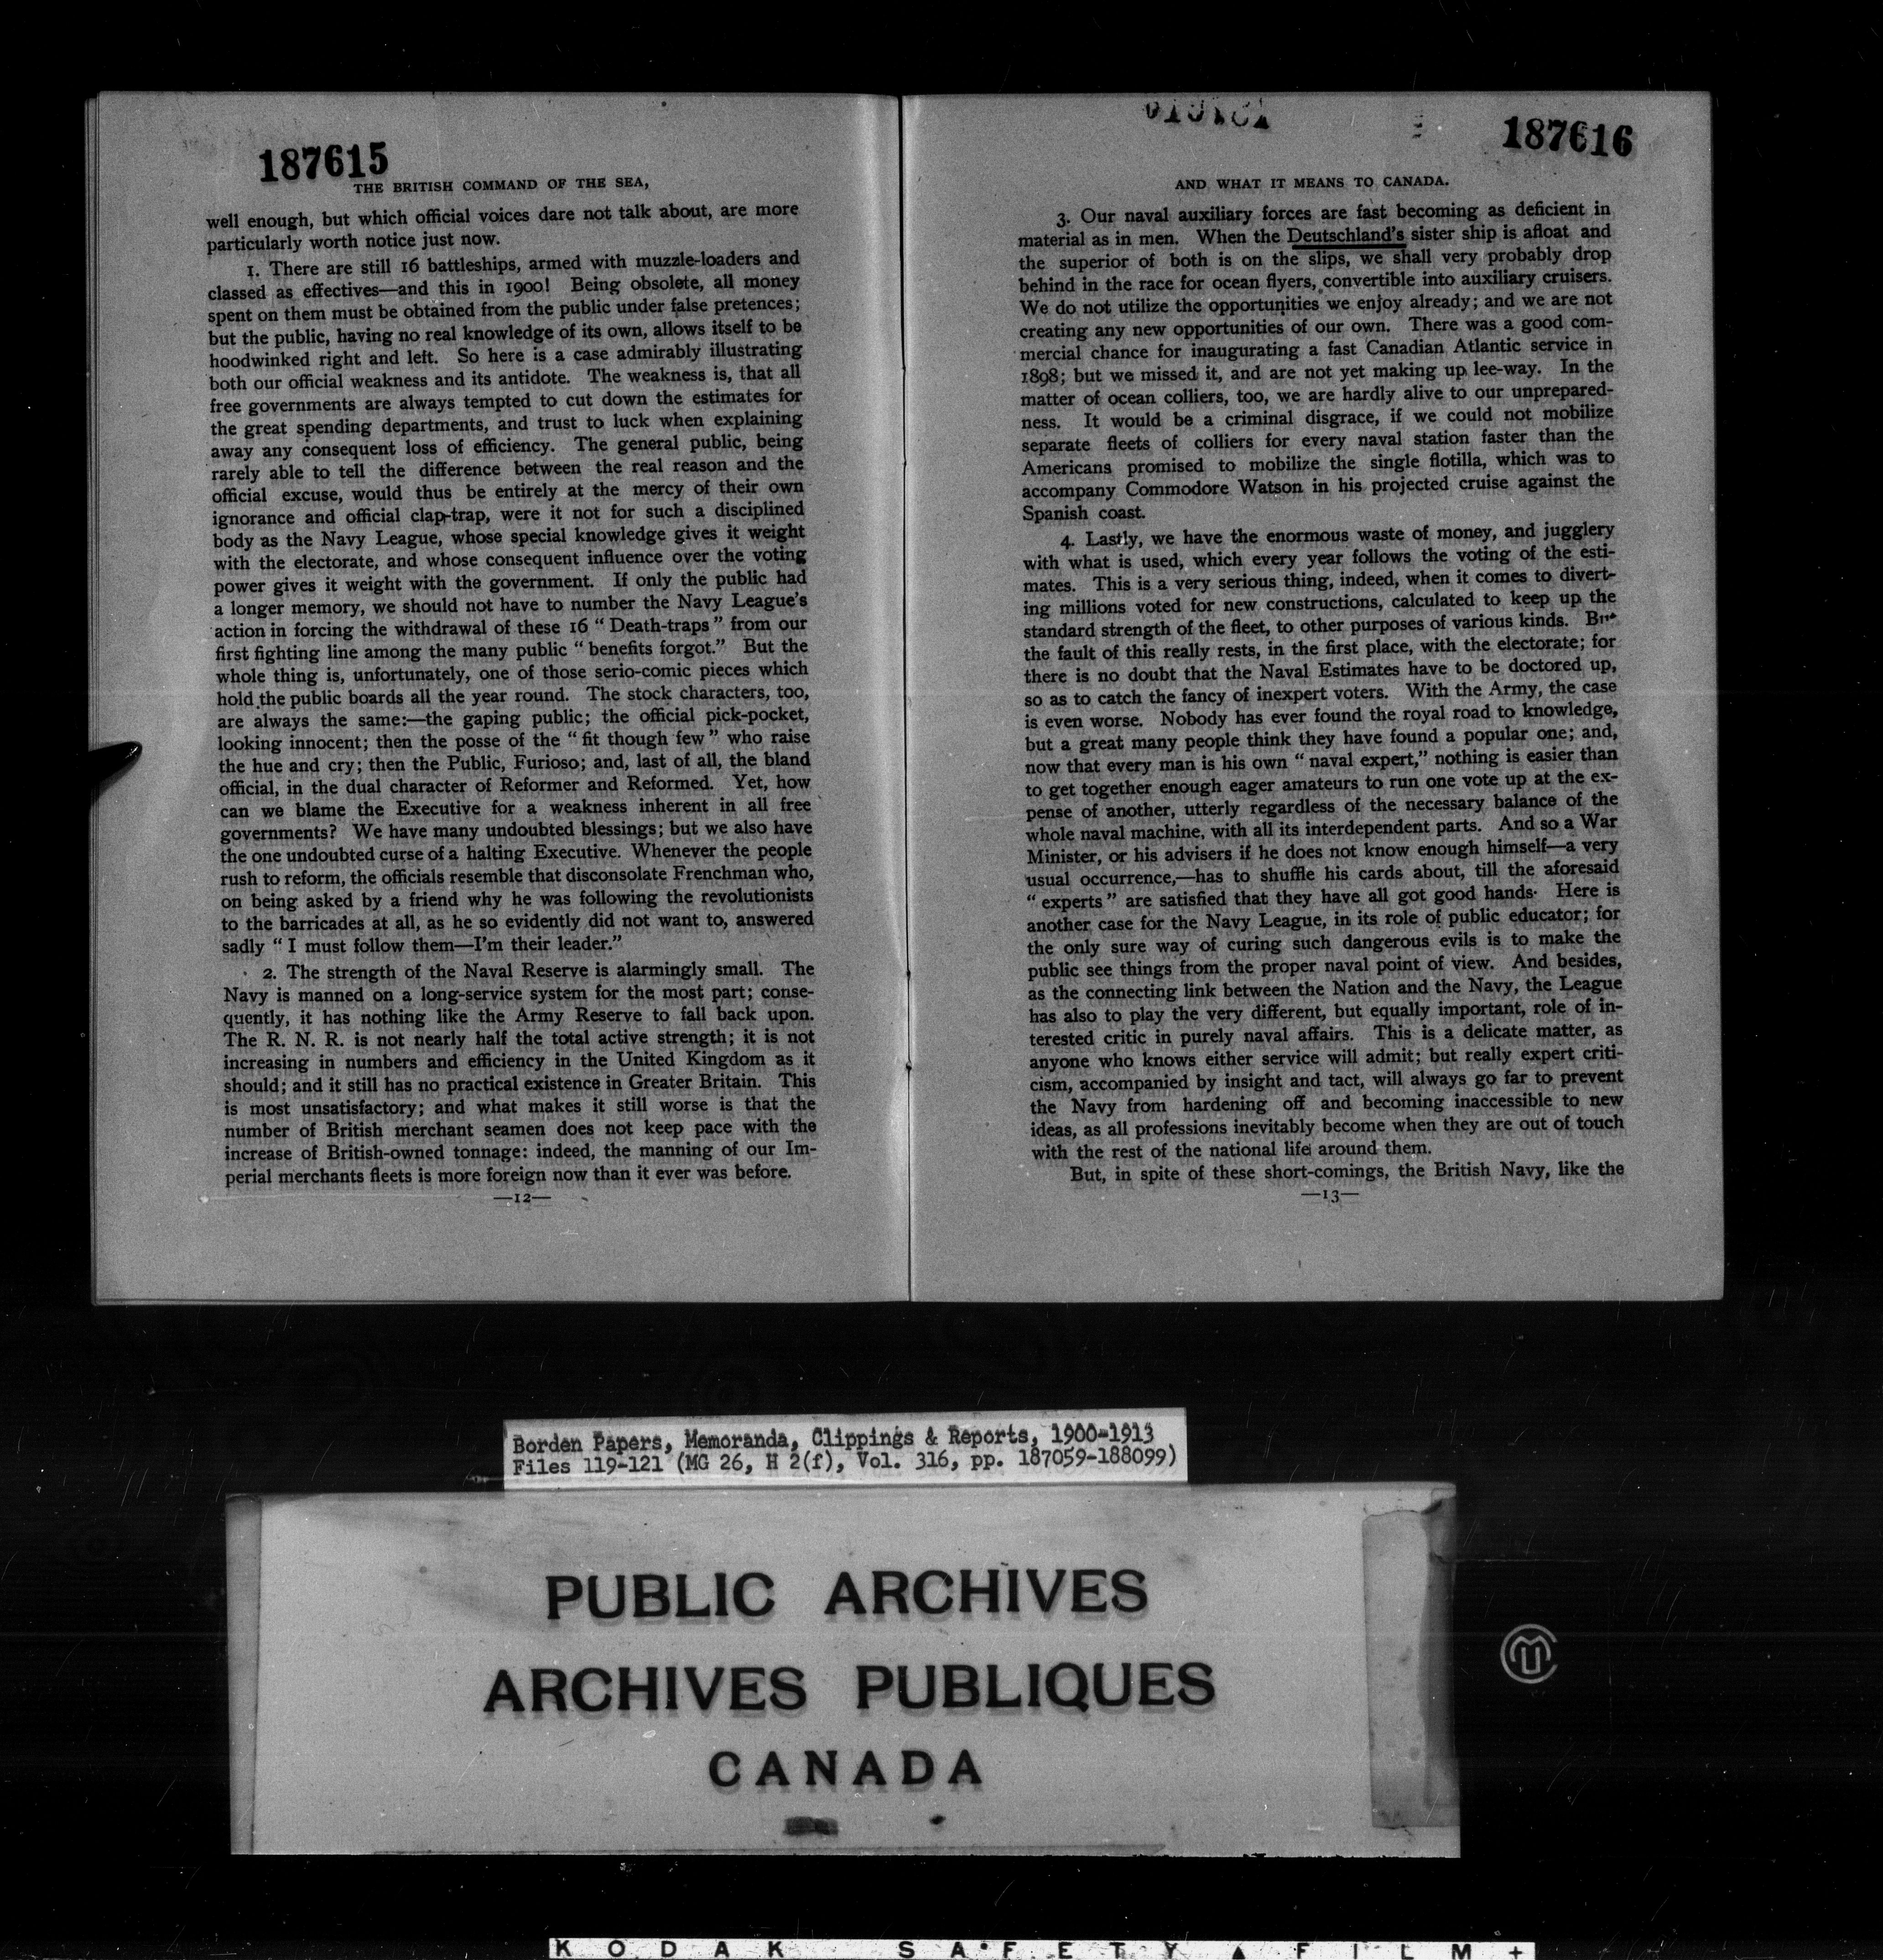 187615
THE BRITISH COMMAND OF THE SEA,
well enough, but which official voices dare not talk about, are more
particularly worth notice just now.
1. There are still 16 battleships, armed with muzzle-loaders and
classed as effectives—and this in 1900! Being obsolete, all money
spent on them must be obtained from the public under false pretences;
but the public, having no real knowledge of its own, allows itself to be
hoodwinked right and left. So here is a case admirably illustrating
both our official weakness and its antidote. The weakness is, that all
free governments are always tempted to cut down the estimates for
the great spending departments, and trust to luck when explaining
away any consequent loss of efficiency. The general public, being
rarely able to tell the difference between the real reason and the
official excuse, would thus be entirely at the mercy of their own
ignorance and official clap-trap, were it not for such a disciplined
body as the Navy League, whose special knowledge gives it weight
with the electorate, and whose consequent influence over the voting
power gives it weight with the government. If only the public had
a longer memory, we should not have to number the Navy League's
action in forcing the withdrawal of these 16 "Death-traps" from our
first fighting line among the many public "benefits forgot." But the
whole thing is, unfortunately, one of those serio-comic pieces which
hold the public boards all the year round. The stock characters, too,
are always the same:—the gaping public; the official pick-pocket,
looking innocent; then the posse of the "fit though few" who raise
the hue and cry; then the Public, Furioso; and, last of all, the bland
official, in the dual character of Reformer and Reformed. Yet, how
can we blame the Executive for a weakness inherent in all free
governments? We have many undoubted blessings; but we also have
the one undoubted curse of a halting Executive. Whenever the people
rush to reform, the officials resemble that disconsolate Frenchman who,
on being asked by a friend why he was following the revolutionists
to the barricades at all, as he so evidently did not want to, answered
sadly "I must follow them—I'm their leader."
2. The strength of the Naval Reserve is alarmingly small. The
Navy is manned on a long-service system for the most part; conse-
quently, it has nothing like the Army Reserve to fall back upon.
The R. N. R. is not nearly half the total active strength; it is not
increasing in numbers and efficiency in the United Kingdom as it
should; and it still has no practical existence in Greater Britain. This
is most unsatisfactory; and what makes it still worse is that the
number of British merchant seamen does not keep pace with the
increase of British-owned tonnage: indeed, the manning of our Im-
perial merchants fleets is more foreign now than it ever was before.
—12—
187616
AND WHAT IT MEANS TO CANADA.
3. Our naval auxiliary forces are fast becoming as deficient in
material as in men. When the Deutschland's sister ship is afloat and
the superior of both is on the slips, we shall very probably drop
behind in the race for ocean flyers, convertible into auxiliary cruisers.
We do not utilize the opportunities we enjoy already; and we are not
creating any new opportunities of our own. There was a good com-
mercial chance for inaugurating a fast Canadian Atlantic service in
1898; but we missed it, and are not yet making up lee-way. In the
matter of ocean colliers, too, we are hardly alive to our unprepared-
ness. It would be a criminal disgrace, if we could not mobilize
separate fleets of colliers for every naval station faster than the
Americans promised to mobilize the single flotilla, which was to
accompany Commodore Watson in his projected cruise against the
Spanish coast.
4. Lastly, we have the enormous waste of money, and jugglery
with what is used, which every year follows the voting of the esti-
mates. This is a very serious thing, indeed, when it comes to divert-
ing millions voted for new constructions, calculated to keep up the
standard strength of the fleet, to other purposes of various kinds. But
the fault of this really rests, in the first place, with the electorate; for
there is no doubt that the Naval Estimates have to be doctored up,
so as to catch the fancy of inexpert voters. With the Army, the case
is even worse. Nobody has ever found the royal road to knowledge,
but a great many people think they have found a popular one; and,
now that every man is his own "naval expert," nothing is easier than
to get together enough eager amateurs to run one vote up at the ex-
pense of another, utterly regardless of the necessary balance of the
whole naval machine, with all its interdependent parts. And so a War
Minister, or his advisers if he does not know enough himself—a very
usual occurrence,—has to shuffle his cards about, till the aforesaid
"experts" are satisfied that they have all got good hands. Here is
another case for the Navy League, in its role of public educator; for
the only sure way of curing such dangerous evils is to make the
public see things from the proper naval point of view. And besides,
as the connecting link between the Nation and the Navy, the League
has also to play the very different, but equally important, role of in-
terested critic in purely naval affairs. This is a delicate matter, as
anyone who knows either service will admit; but really expert criti-
cism, accompanied by insight and tact, will always go far to prevent
the Navy from hardening off and becoming inaccessible to new
ideas, as all professions inevitably become when they are out of touch
with the rest of the national life around them.
But, in spite of these short-comings, the British Navy, like the
—13—
Borden Papers, Memoranda, Clippings & Reports, 1900-1913
Files 119-121 (MG 26, H 2(f), Vol. 316, pp. 187059-188099)
PUBLIC ARCHIVES
ARCHIVES PUBLIQUES
CANADA
KODAK SAFETY ▲ FILM +